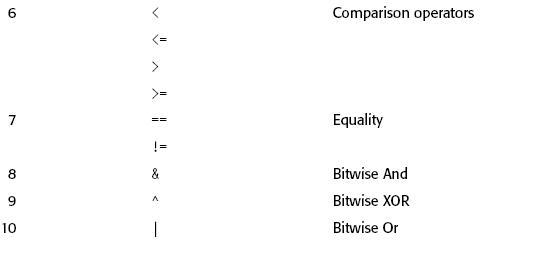 6 < Comparison operators
<=
>
>=
7 == Equality
!=
8 & Bitwise And
9 ^ Bitwise XOR
10 | Bitwise Or